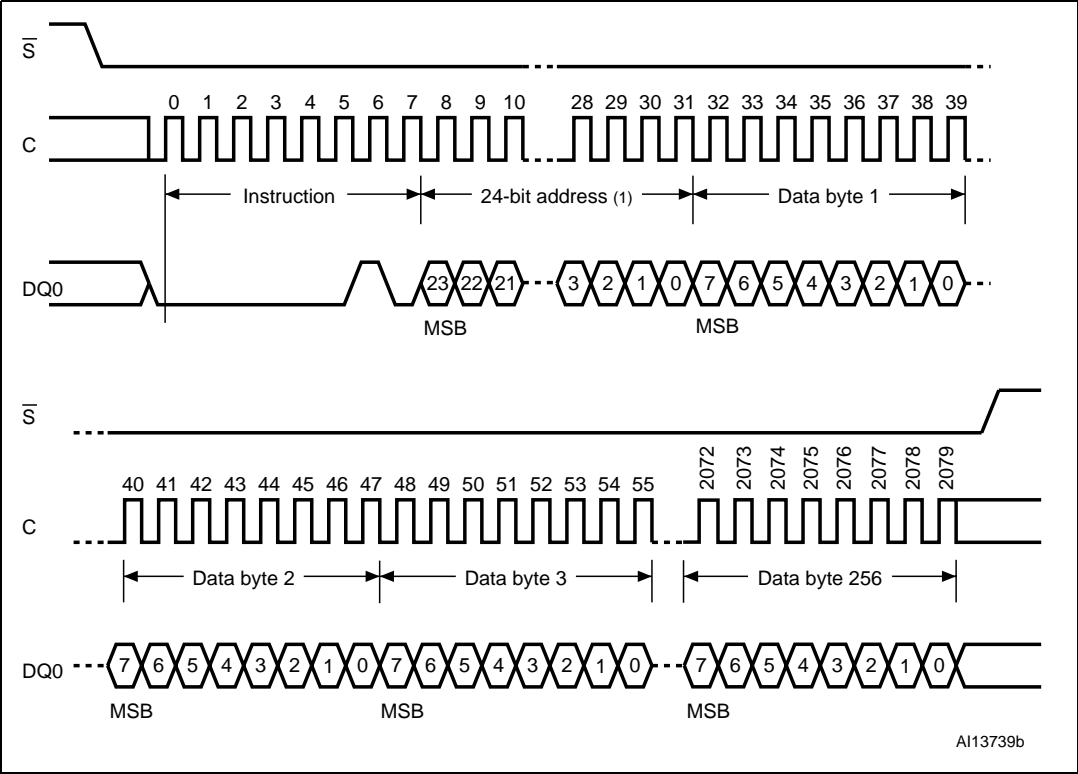 S
0 1 2 3 4 5 6 7 8 9 10 28 29 30 31 32 33 34 35 36 37 38 39
C
Instruction 24-bit address (1) Data byte 1
DQ0 23 22 21 3 2 1 0 7 6 5 4 3 2 1 0
MSB MSB
S
2072 2073 2074 2075 2076 2077 2078 2079
40 41 42 43 44 45 46 47 48 49 50 51 52 53 54 55
C
Data byte 2 Data byte 3 Data byte 256
DQ0 7 6 5 4 3 2 1 0 7 6 5 4 3 2 1 0 7 6 5 4 3 2 1 0
MSB MSB MSB
AI13739b